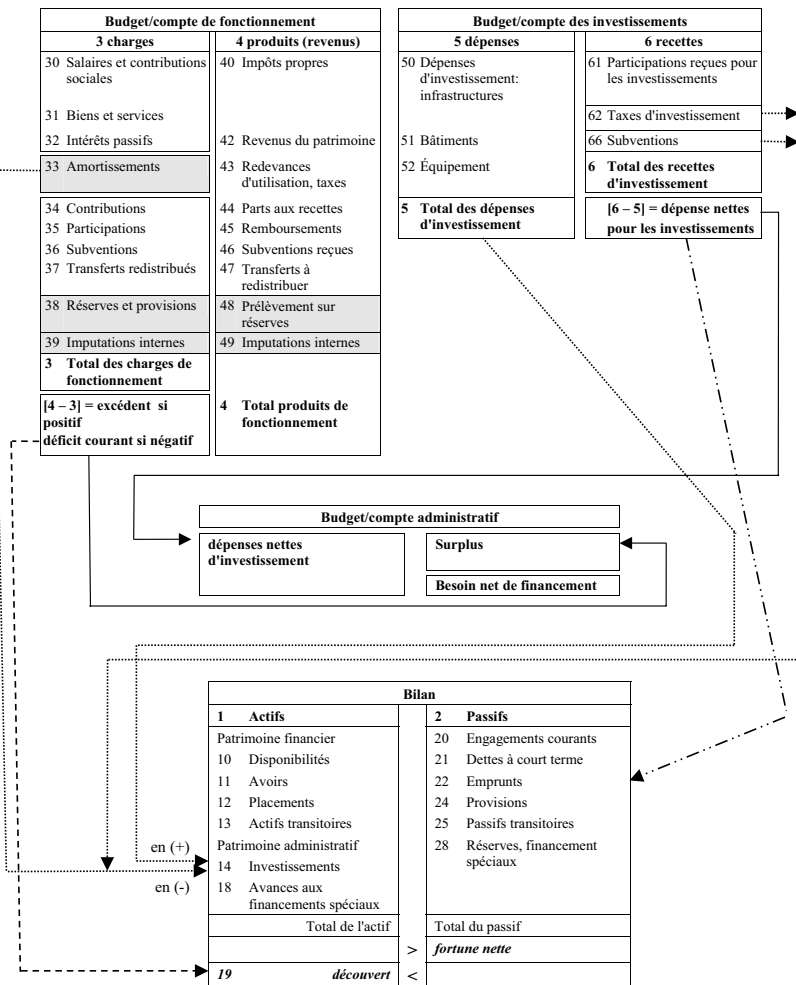 Budget/compte de fonctionnement
3 charges
4 produits (revenus)
30 Salaires et contributions
sociales
31 Biens et services
32 Intérêts passifs
33 Amortissements
34 Contributions
35 Participations
36 Subventions
37 Transferts redistribués
38 Réserves et provisions
39 Imputations internes
3 Total des charges de
fonctionnement
[4 – 3] = excédent si
positif
déficit courant si négatif
40 Impôts propres
42 Revenus du patrimoine
43 Redevances
d'utilisation, taxes
44 Parts aux recettes
45 Remboursements
46 Subventions reçues
47 Transferts à
redistribuer
48 Prélèvement sur
réserves
49 Imputations internes
4 Total produits de
fonctionnement
Budget/compte des investissements
5 dépenses
6 recettes
50 Dépenses
d'investissement:
infrastructures
51 Bâtiments
52 Équipement
5 Total des dépenses
d'investissement
61 Participations reçues pour
les investissements
62 Taxes d'investissement
66 Subventions
6 Total des recettes
d'investissement
[6 – 5] = dépense nettes
pour les investissements
Budget/compte administratif
dépenses nettes
d'investissement
Surplus
Besoin net de financement
Bilan
1 Actifs
Patrimoine financier
10 Disponibilités
11 Avoirs
12 Placements
13 Actifs transitoires
Patrimoine administratif
en (+)
14 Investissements
en (-)
18 Avances aux
financements spéciaux
Total de l'actif
19 découvert
2 Passifs
20 Engagements courants
21 Dettes à court terme
22 Emprunts
24 Provisions
25 Passifs transitoires
28 Réserves, financement
spéciaux
Total du passif
> fortune nette
<